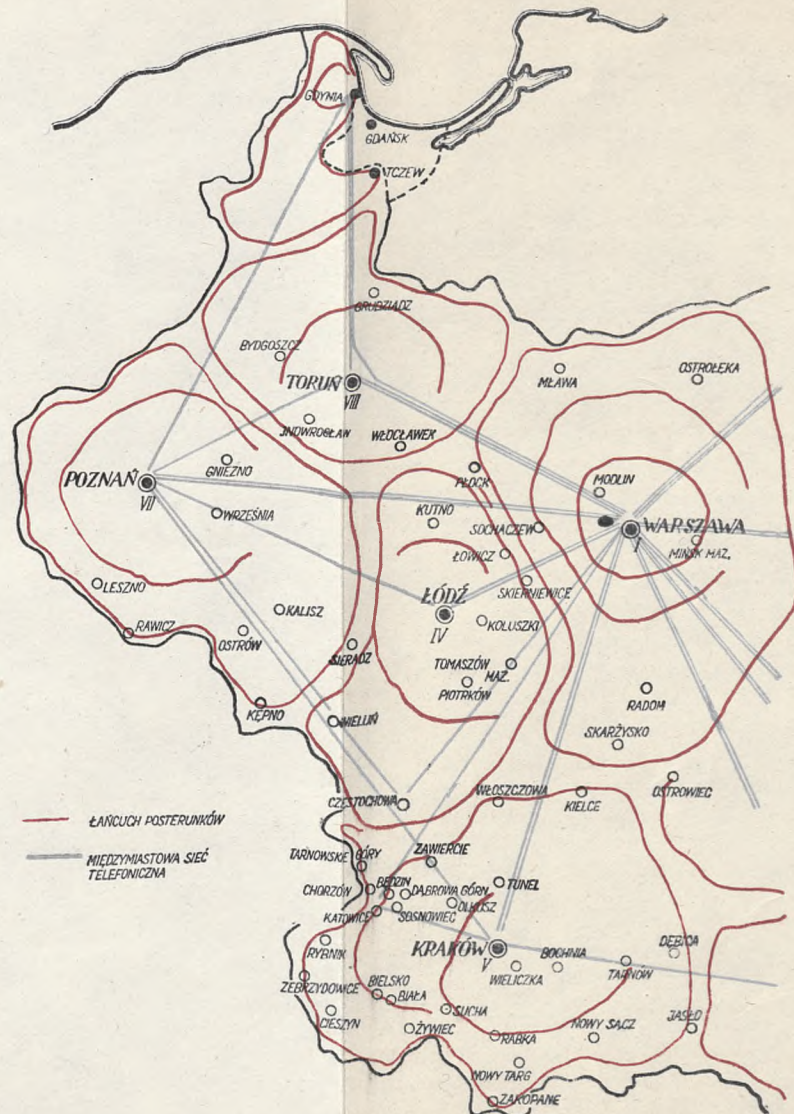 GDYNIA
GDAŃSK
TCZEW
GRUDZIĄDZ
BYDGOSZCZ
TORUŃ
VIII
MŁAWA
OSTROŁĘKA
INOWROCŁAW
WŁOCŁAWEK
POZNAŃ
VII
GNIEZNO
PŁOCK
MODLIN
WRZEŚNIA
KUTNO
SOCHACZEW
WARSZAWA
I
ŁOWICZ
MIŃSK MAZ.
LESZNO
SKIERNIEWICE
ŁÓDŹ
IV
KOLUSZKI
KALISZ
RAWICZ
OSTRÓW
SIERADZ
TOMASZÓW
MAZ.
PIOTRKÓW
RADOM
KĘPNO
WIELUŃ
SKARŻYSKO
CZĘSTOCHOWA
WŁOSZCZOWA
KIELCE
OSTROWIEC
ŁAŃCUCH POSTERUNKÓW
MIĘDZYMIASTOWA SIEĆ
TELEFONICZNA
TARNOWSKIE GÓRY
ZAWIERCIE
CHORZÓW
BĘDZIN
DĄBROWA GÓRN.
TUNEL
KATOWICE
SOSNOWIEC
OLKUSZ
KRAKÓW
V
RYBNIK
WIELICZKA
BOCHNIA
TARNÓW
DĘBICA
ZEBRZYDOWICE
BIELSKO
BIAŁA
CIESZYN
SUCHA
ŻYWIEC
RABKA
NOWY SĄCZ
JASŁO
NOWY TARG
ZAKOPANE